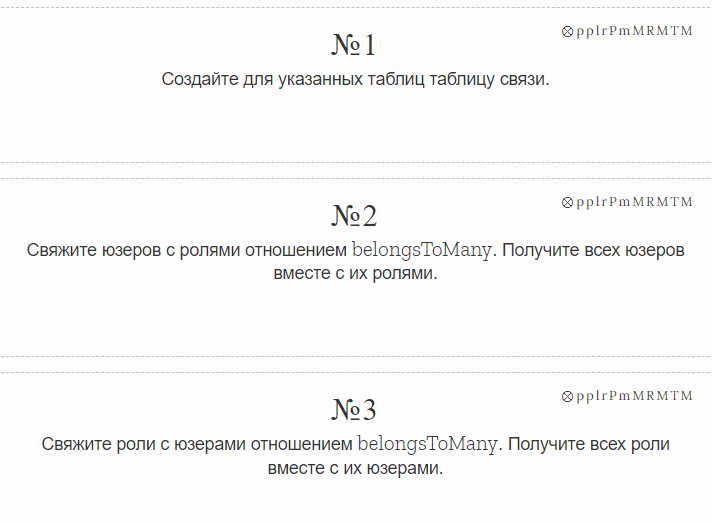 №1
⊗pplrPmMRMTM
Создайте для указанных таблиц таблицу связи.
№2
⊗pplrPmMRMTM
Свяжите юзеров с ролями отношением belongsToMany. Получите всех юзеров
вместе с их ролями.
№3
⊗pplrPmMRMTM
Свяжите роли с юзерами отношением belongsToMany. Получите всех роли
вместе с их юзерами.